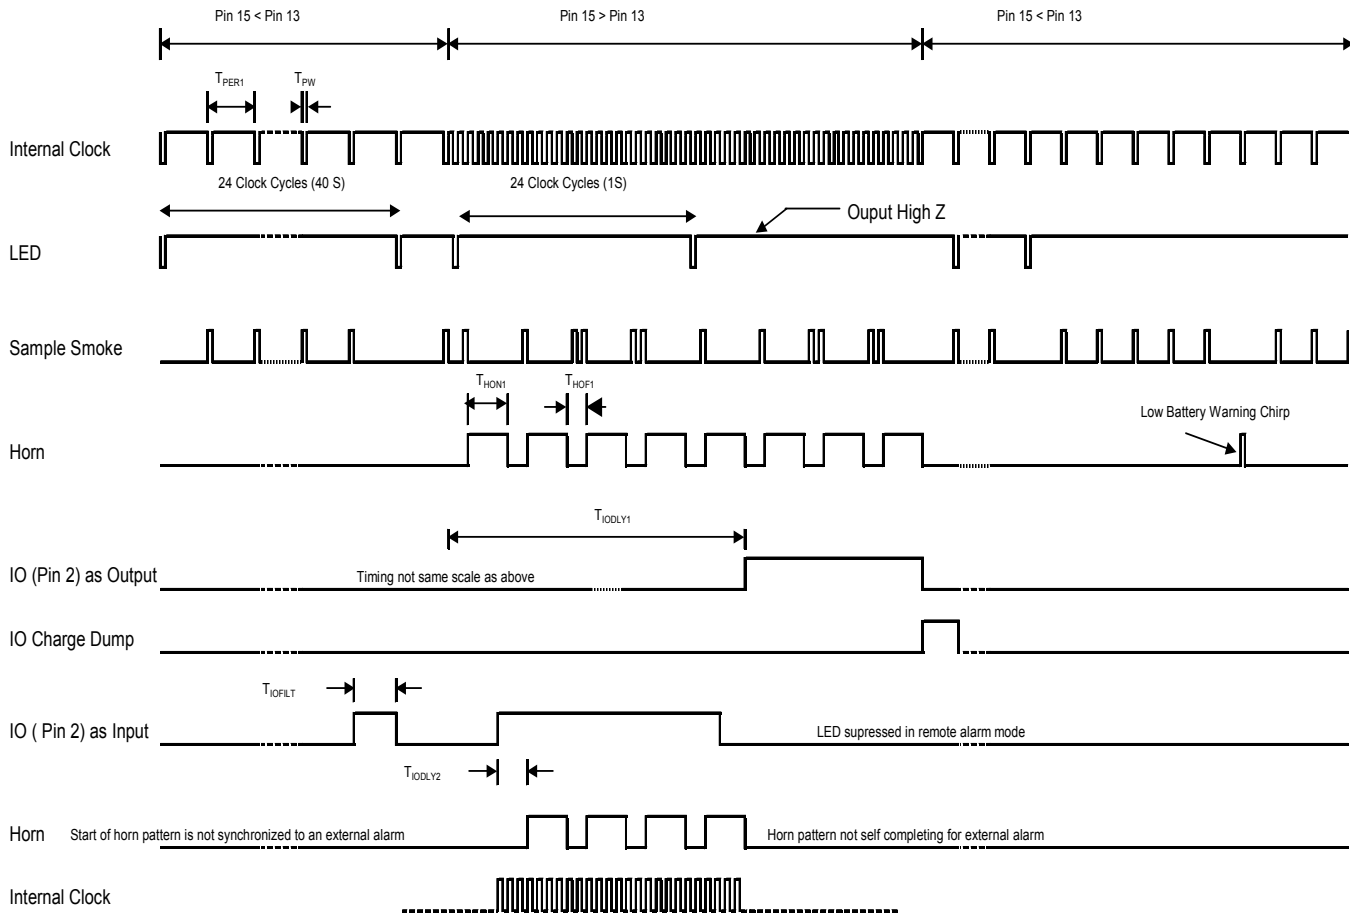 Pin 15 < Pin 13
Pin 15 > Pin 13
Pin 15 < Pin 13
TPER1
TPW
Internal Clock
24 Clock Cycles (40 S)
24 Clock Cycles (1S)
Ouput High Z
LED
Sample Smoke
THON1
THOF1
Low Battery Warning Chirp
Horn
TIODLY1
IO (Pin 2) as Output
Timing not same scale as above
IO Charge Dump
TIOFILT
IO ( Pin 2) as Input
LED supressed in remote alarm mode
TIODLY2
Horn
Start of horn pattern is not synchronized to an external alarm
Horn pattern not self completing for external alarm
Internal Clock